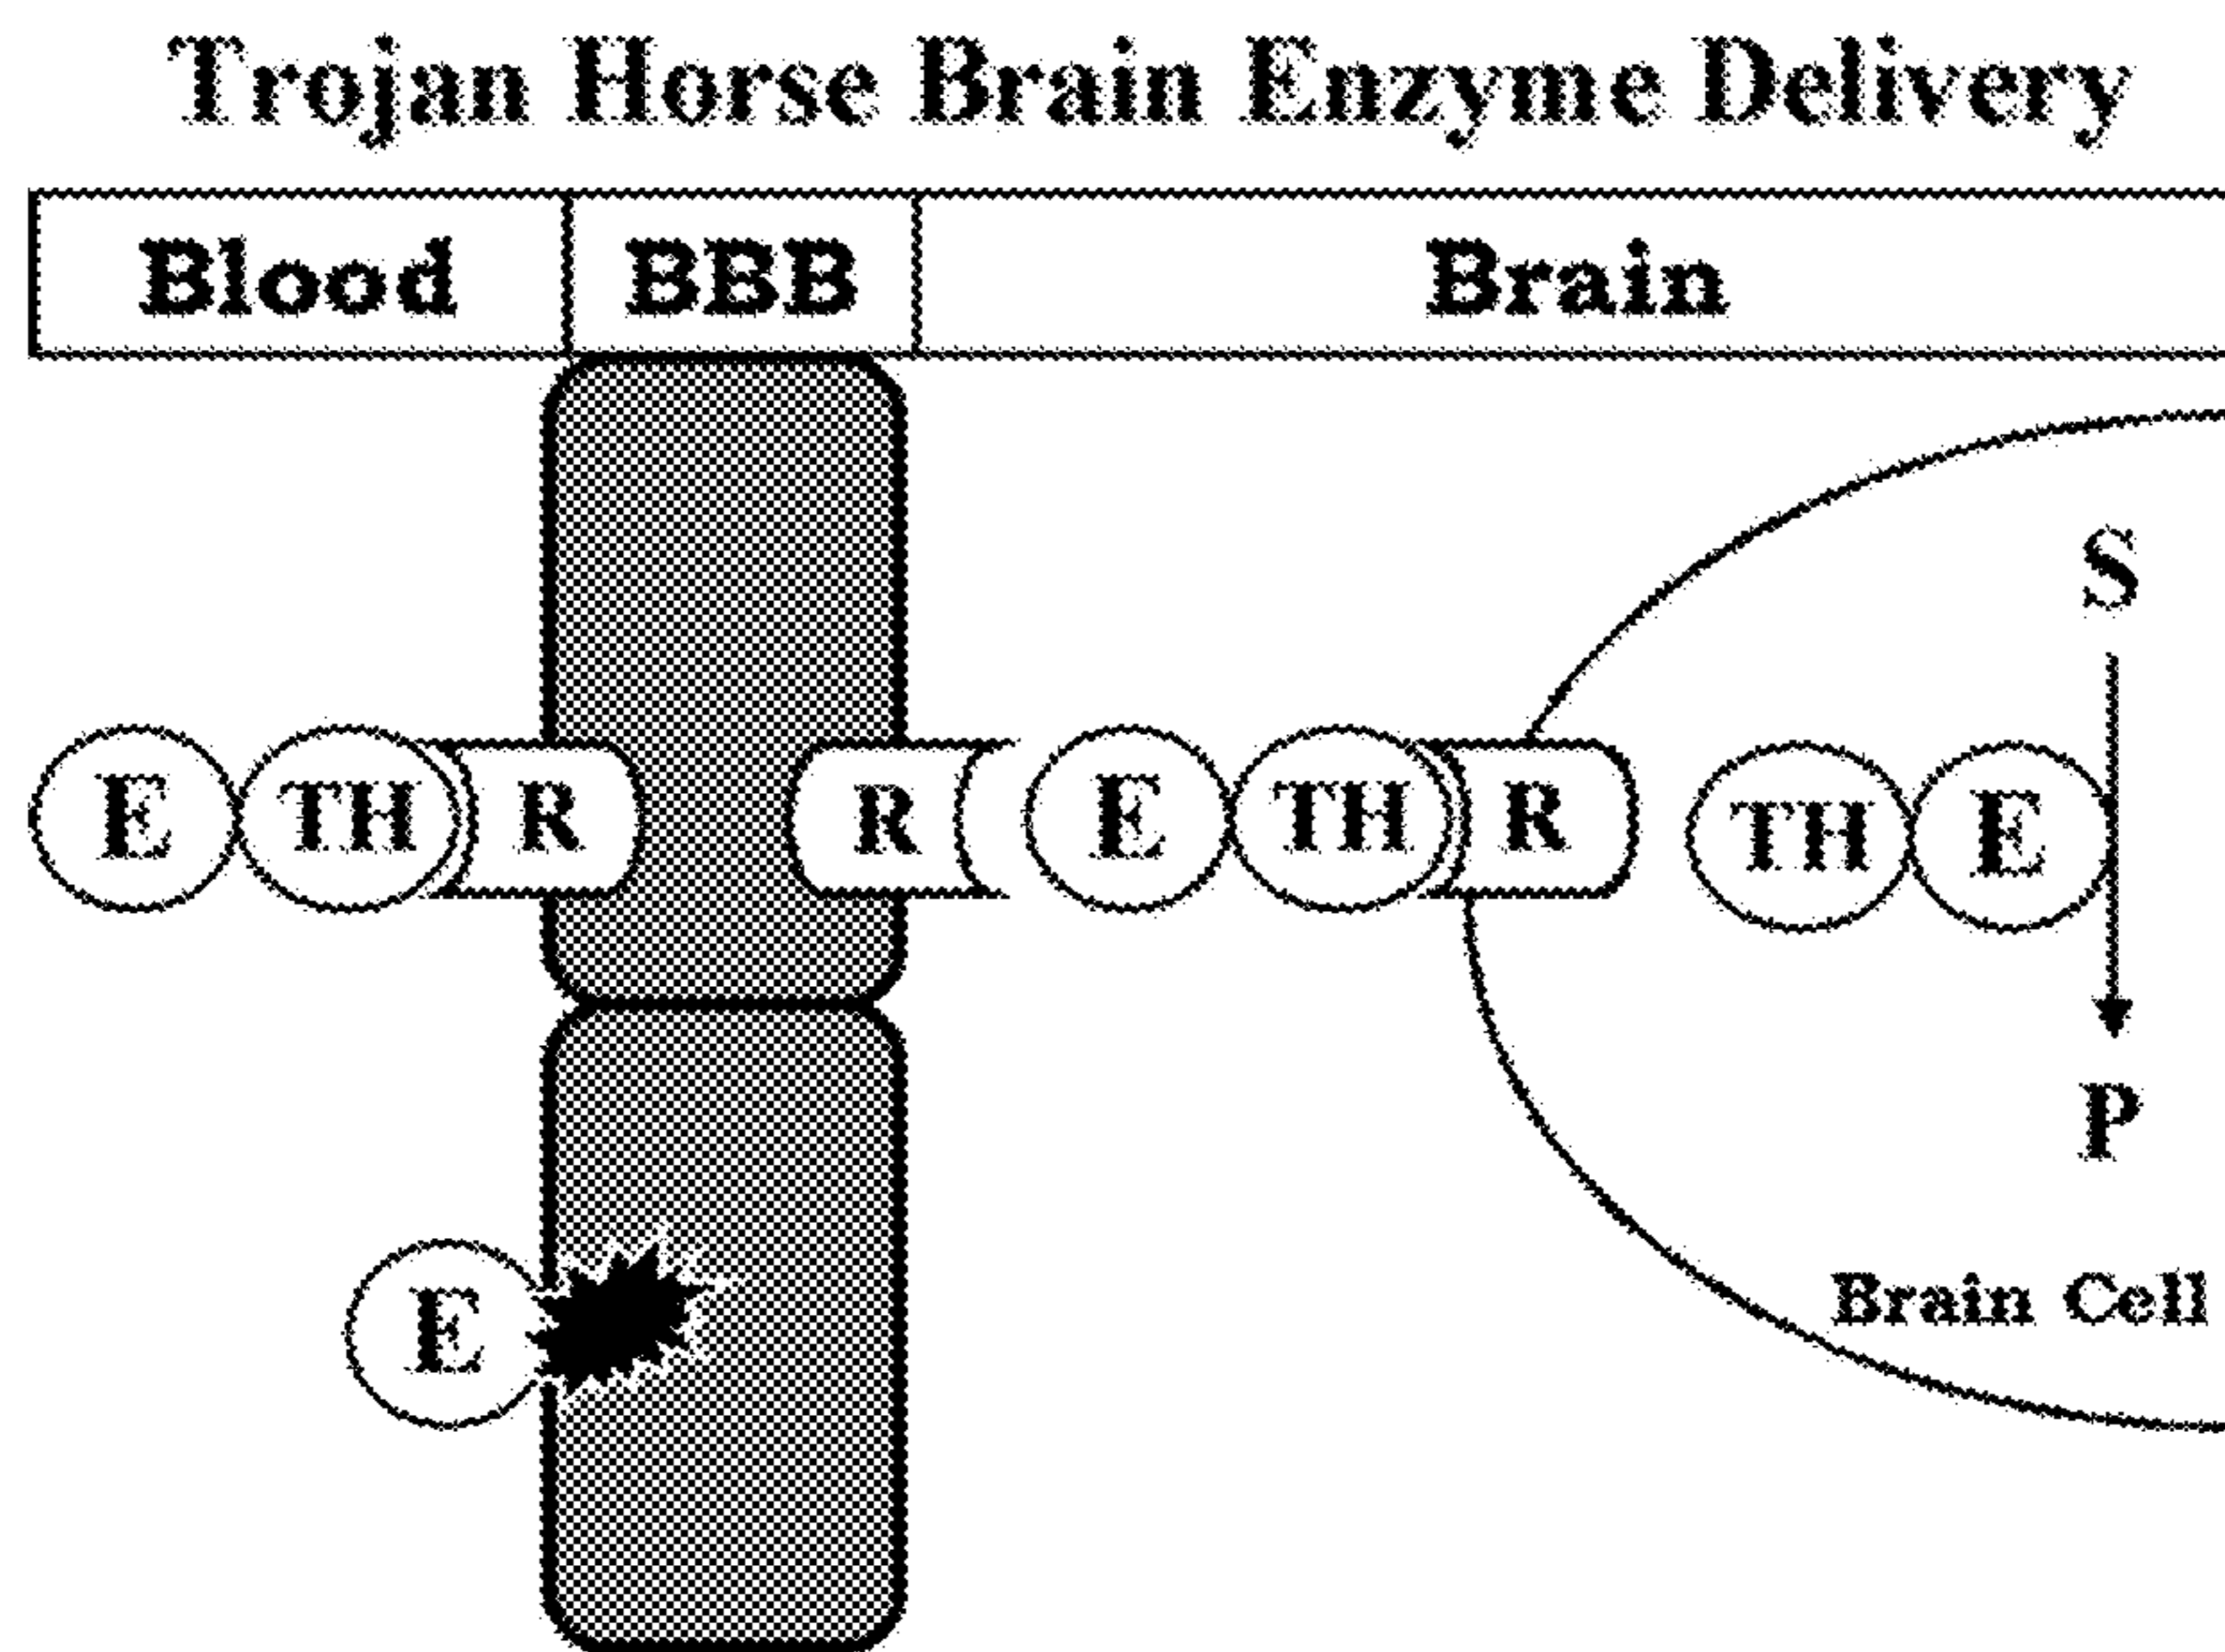 Trojan Horse Brain Enzyme Delivery
Blood BBB Brain
S
E TH R R E TH R TH E
P
Brain Cell
E